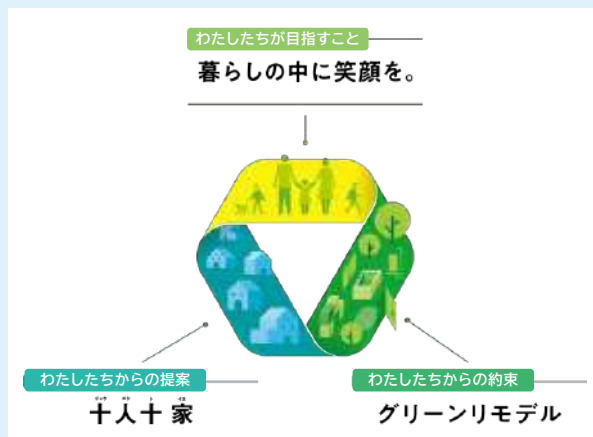 わたしたちが目指すこと
暮らしの中に笑顔を。
わたしたちからの提案
十人十家
わたしたちからの約束
グリーンリモデル